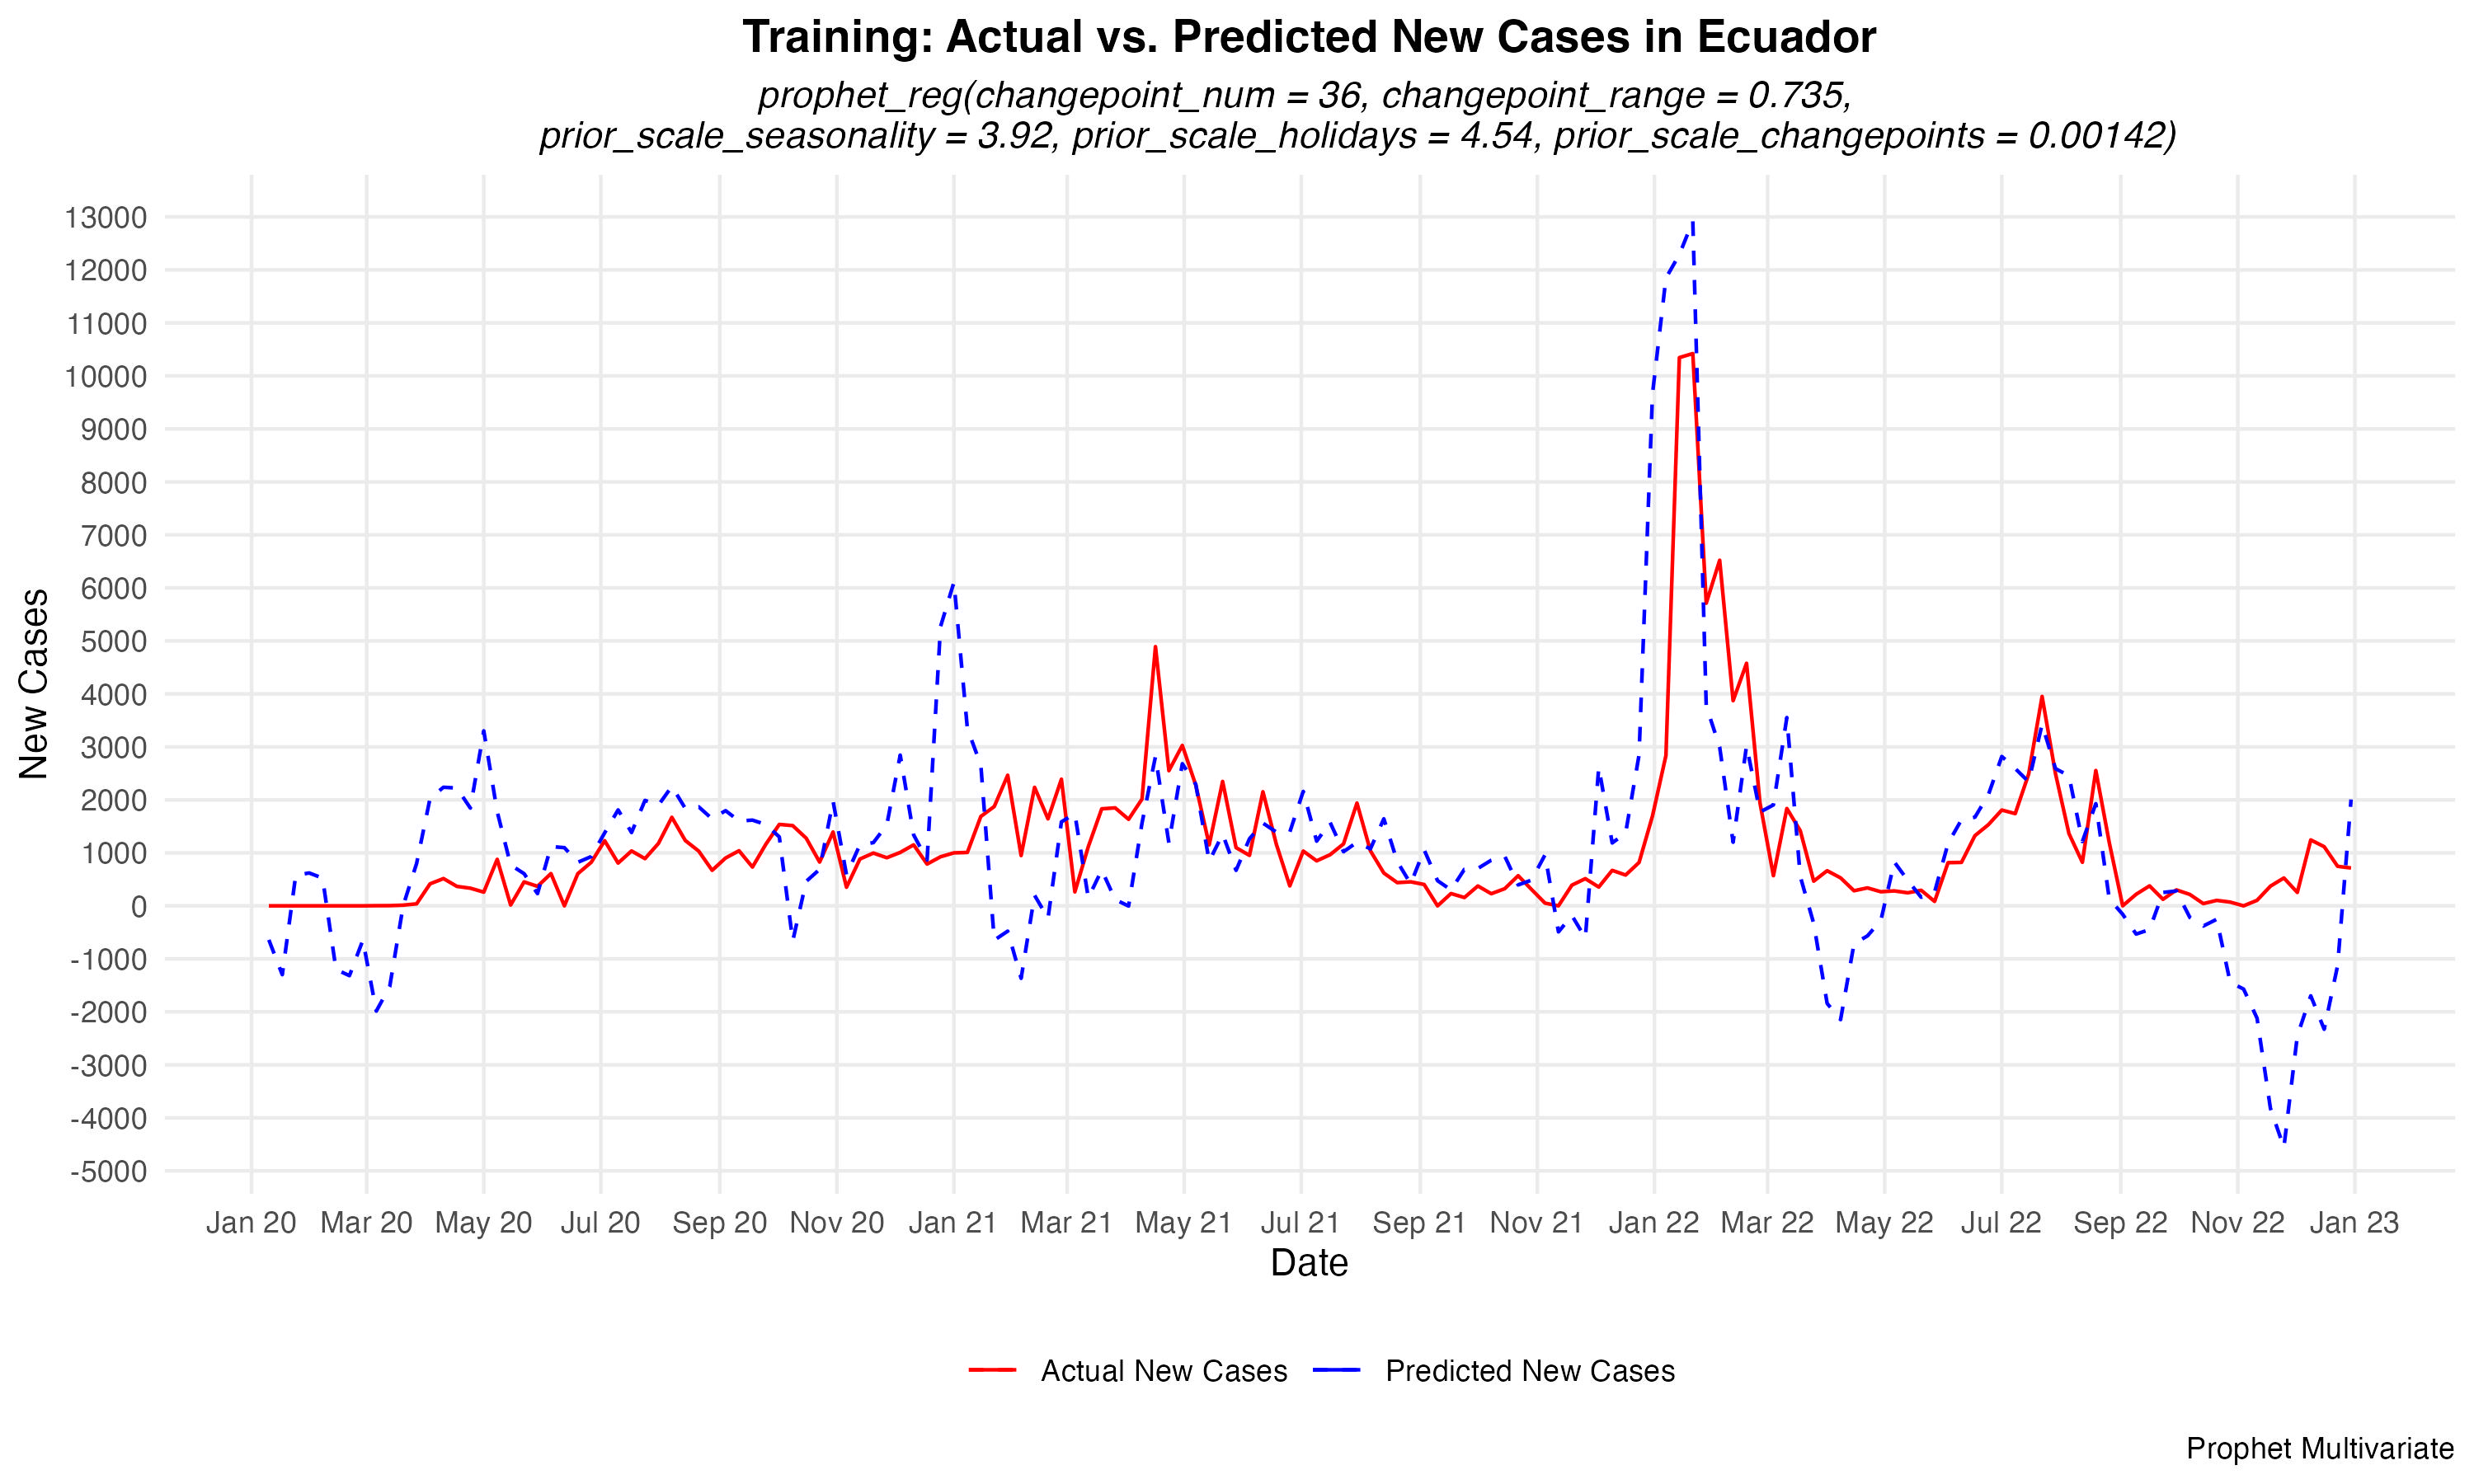 Training: Actual vs. Predicted New Cases in Ecuador
prophet_reg(changepoint_num = 36, changepoint_range = 0.735,
prior_scale_seasonality = 3.92, prior_scale_holidays = 4.54, prior_scale_changepoints = 0.00142)
New Cases
13000
12000
11000
10000
9000
8000
7000
6000
5000
4000
3000
2000
1000
0
-1000
-2000
-3000
-4000
-5000
Jan 20 Mar 20 May 20 Jul 20 Sep 20 Nov 20 Jan 21 Mar 21 May 21 Jul 21 Sep 21 Nov 21 Jan 22 Mar 22 May 22 Jul 22 Sep 22 Nov 22 Jan 23
Date
Actual New Cases Predicted New Cases
Prophet Multivariate